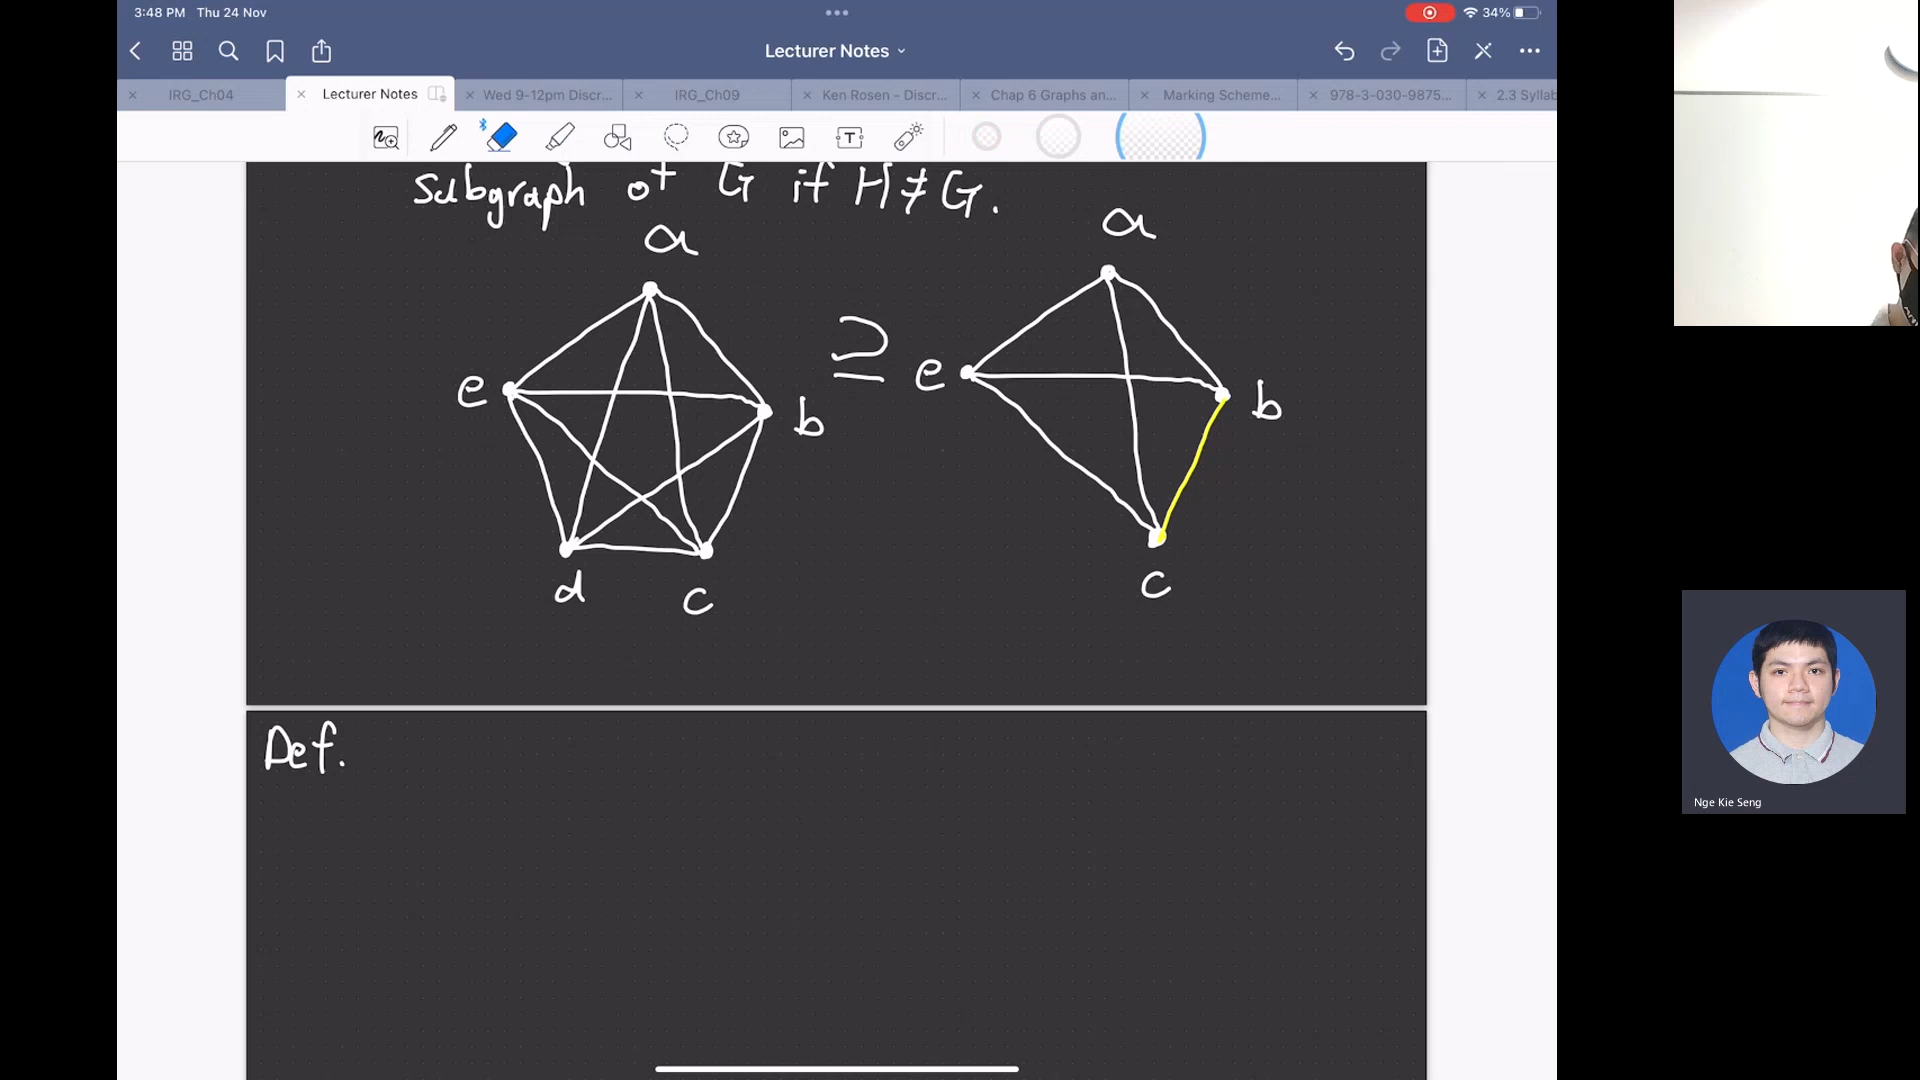 3:48 PM Thu 24 Nov
34%
Lecturer Notes
IRG_Ch04
Lecturer Notes
Wed 9-12pm Discr...
IRG_Ch09
Ken Rosen – Discr...
Chap 6 Graphs an...
Marking Scheme...
978-3-030-9875...
2.3 Syllab
T
Subgraph of G if H ≠ G.
a
a
e
b
⊇
e
b
d
c
c
Def.
Nge Kie Seng